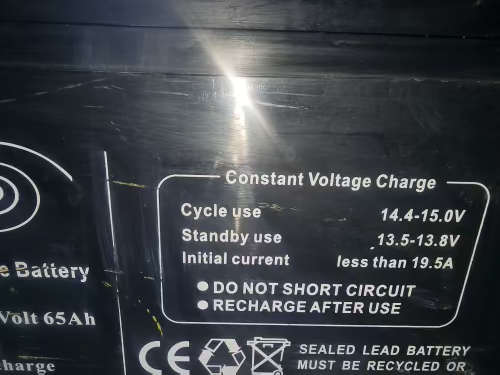 Constant Voltage Charge
Cycle use 14.4-15.0V
Standby use 13.5-13.8V
Initial current less than 19.5A
● DO NOT SHORT CIRCUIT
● RECHARGE AFTER USE
e Battery
Volt 65Ah
harge
CE
Pb
SEALED LEAD BATTERY
MUST BE RECYCLED OR